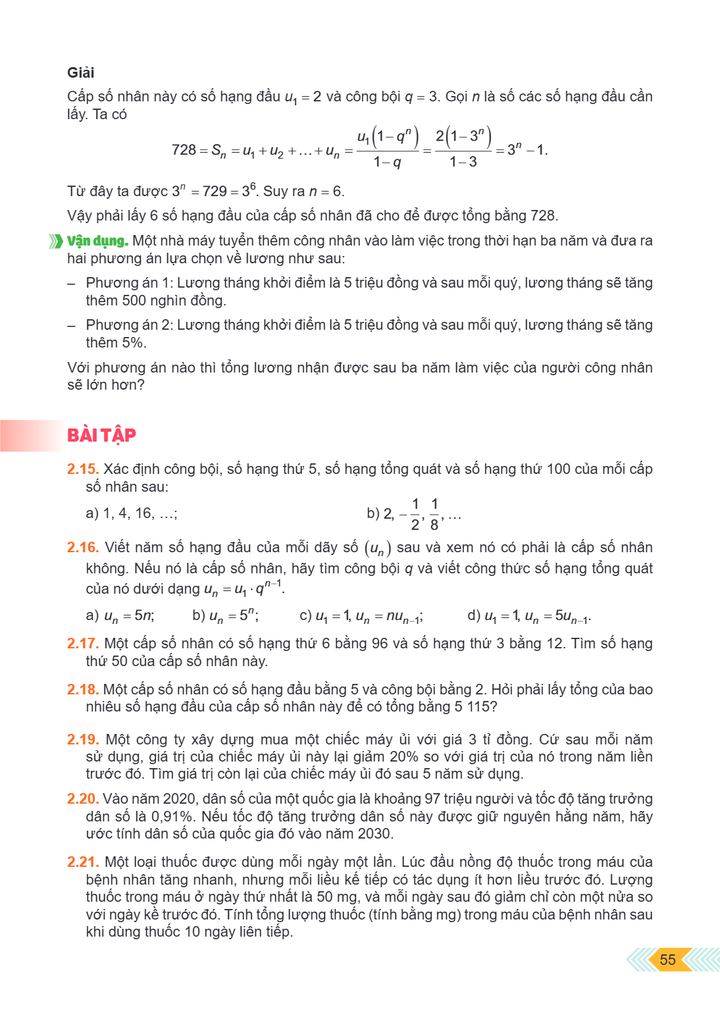 Giải
Cấp số nhân này có số hạng đầu u₁ = 2 và công bội q = 3. Gọi n là số các số hạng đầu cần
lấy. Ta có
728 = Sₙ = u₁ + u₂ + … + uₙ = u₁(1 − qⁿ)/(1 − q) = 2(1 − 3ⁿ)/(1 − 3) = 3ⁿ − 1.
Từ đây ta được 3ⁿ = 729 = 3⁶. Suy ra n = 6.
Vậy phải lấy 6 số hạng đầu của cấp số nhân đã cho để được tổng bằng 728.
Vận dụng. Một nhà máy tuyển thêm công nhân vào làm việc trong thời hạn ba năm và đưa ra
hai phương án lựa chọn về lương như sau:
– Phương án 1: Lương tháng khởi điểm là 5 triệu đồng và sau mỗi quý, lương tháng sẽ tăng
thêm 500 nghìn đồng.
– Phương án 2: Lương tháng khởi điểm là 5 triệu đồng và sau mỗi quý, lương tháng sẽ tăng
thêm 5%.
Với phương án nào thì tổng lương nhận được sau ba năm làm việc của người công nhân
sẽ lớn hơn?
BÀI TẬP
2.15. Xác định công bội, số hạng thứ 5, số hạng tổng quát và số hạng thứ 100 của mỗi cấp
số nhân sau:
a) 1, 4, 16, …; b) 2, −1/2, 1/8, …
2.16. Viết năm số hạng đầu của mỗi dãy số (uₙ) sau và xem nó có phải là cấp số nhân
không. Nếu nó là cấp số nhân, hãy tìm công bội q và viết công thức số hạng tổng quát
của nó dưới dạng uₙ = u₁ · qⁿ⁻¹.
a) uₙ = 5n; b) uₙ = 5ⁿ; c) u₁ = 1, uₙ = nuₙ₋₁; d) u₁ = 1, uₙ = 5uₙ₋₁.
2.17. Một cấp số nhân có số hạng thứ 6 bằng 96 và số hạng thứ 3 bằng 12. Tìm số hạng
thứ 50 của cấp số nhân này.
2.18. Một cấp số nhân có số hạng đầu bằng 5 và công bội bằng 2. Hỏi phải lấy tổng của bao
nhiêu số hạng đầu của cấp số nhân này để có tổng bằng 5 115?
2.19. Một công ty xây dựng mua một chiếc máy ủi với giá 3 tỉ đồng. Cứ sau mỗi năm
sử dụng, giá trị của chiếc máy ủi này lại giảm 20% so với giá trị của nó trong năm liền
trước đó. Tìm giá trị còn lại của chiếc máy ủi đó sau 5 năm sử dụng.
2.20. Vào năm 2020, dân số của một quốc gia là khoảng 97 triệu người và tốc độ tăng trưởng
dân số là 0,91%. Nếu tốc độ tăng trưởng dân số này được giữ nguyên hằng năm, hãy
ước tính dân số của quốc gia đó vào năm 2030.
2.21. Một loại thuốc được dùng mỗi ngày một lần. Lúc đầu nồng độ thuốc trong máu của
bệnh nhân tăng nhanh, nhưng mỗi liều kế tiếp có tác dụng ít hơn liều trước đó. Lượng
thuốc trong máu ở ngày thứ nhất là 50 mg, và mỗi ngày sau đó giảm chỉ còn một nửa so
với ngày kề trước đó. Tính tổng lượng thuốc (tính bằng mg) trong máu của bệnh nhân sau
khi dùng thuốc 10 ngày liên tiếp.
55